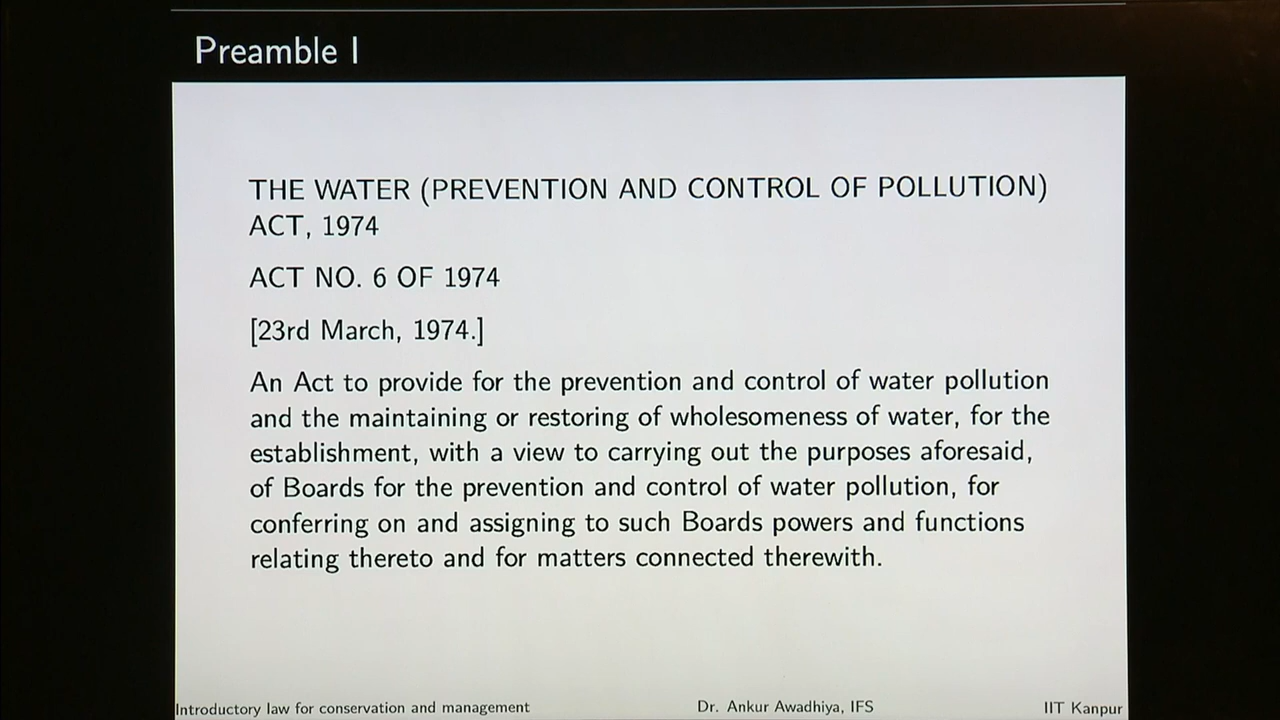 Preamble I
THE WATER (PREVENTION AND CONTROL OF POLLUTION)
ACT, 1974
ACT NO. 6 OF 1974
[23rd March, 1974.]
An Act to provide for the prevention and control of water pollution
and the maintaining or restoring of wholesomeness of water, for the
establishment, with a view to carrying out the purposes aforesaid,
of Boards for the prevention and control of water pollution, for
conferring on and assigning to such Boards powers and functions
relating thereto and for matters connected therewith.
Introductory law for conservation and management
Dr. Ankur Awadhiya, IFS
IIT Kanpur